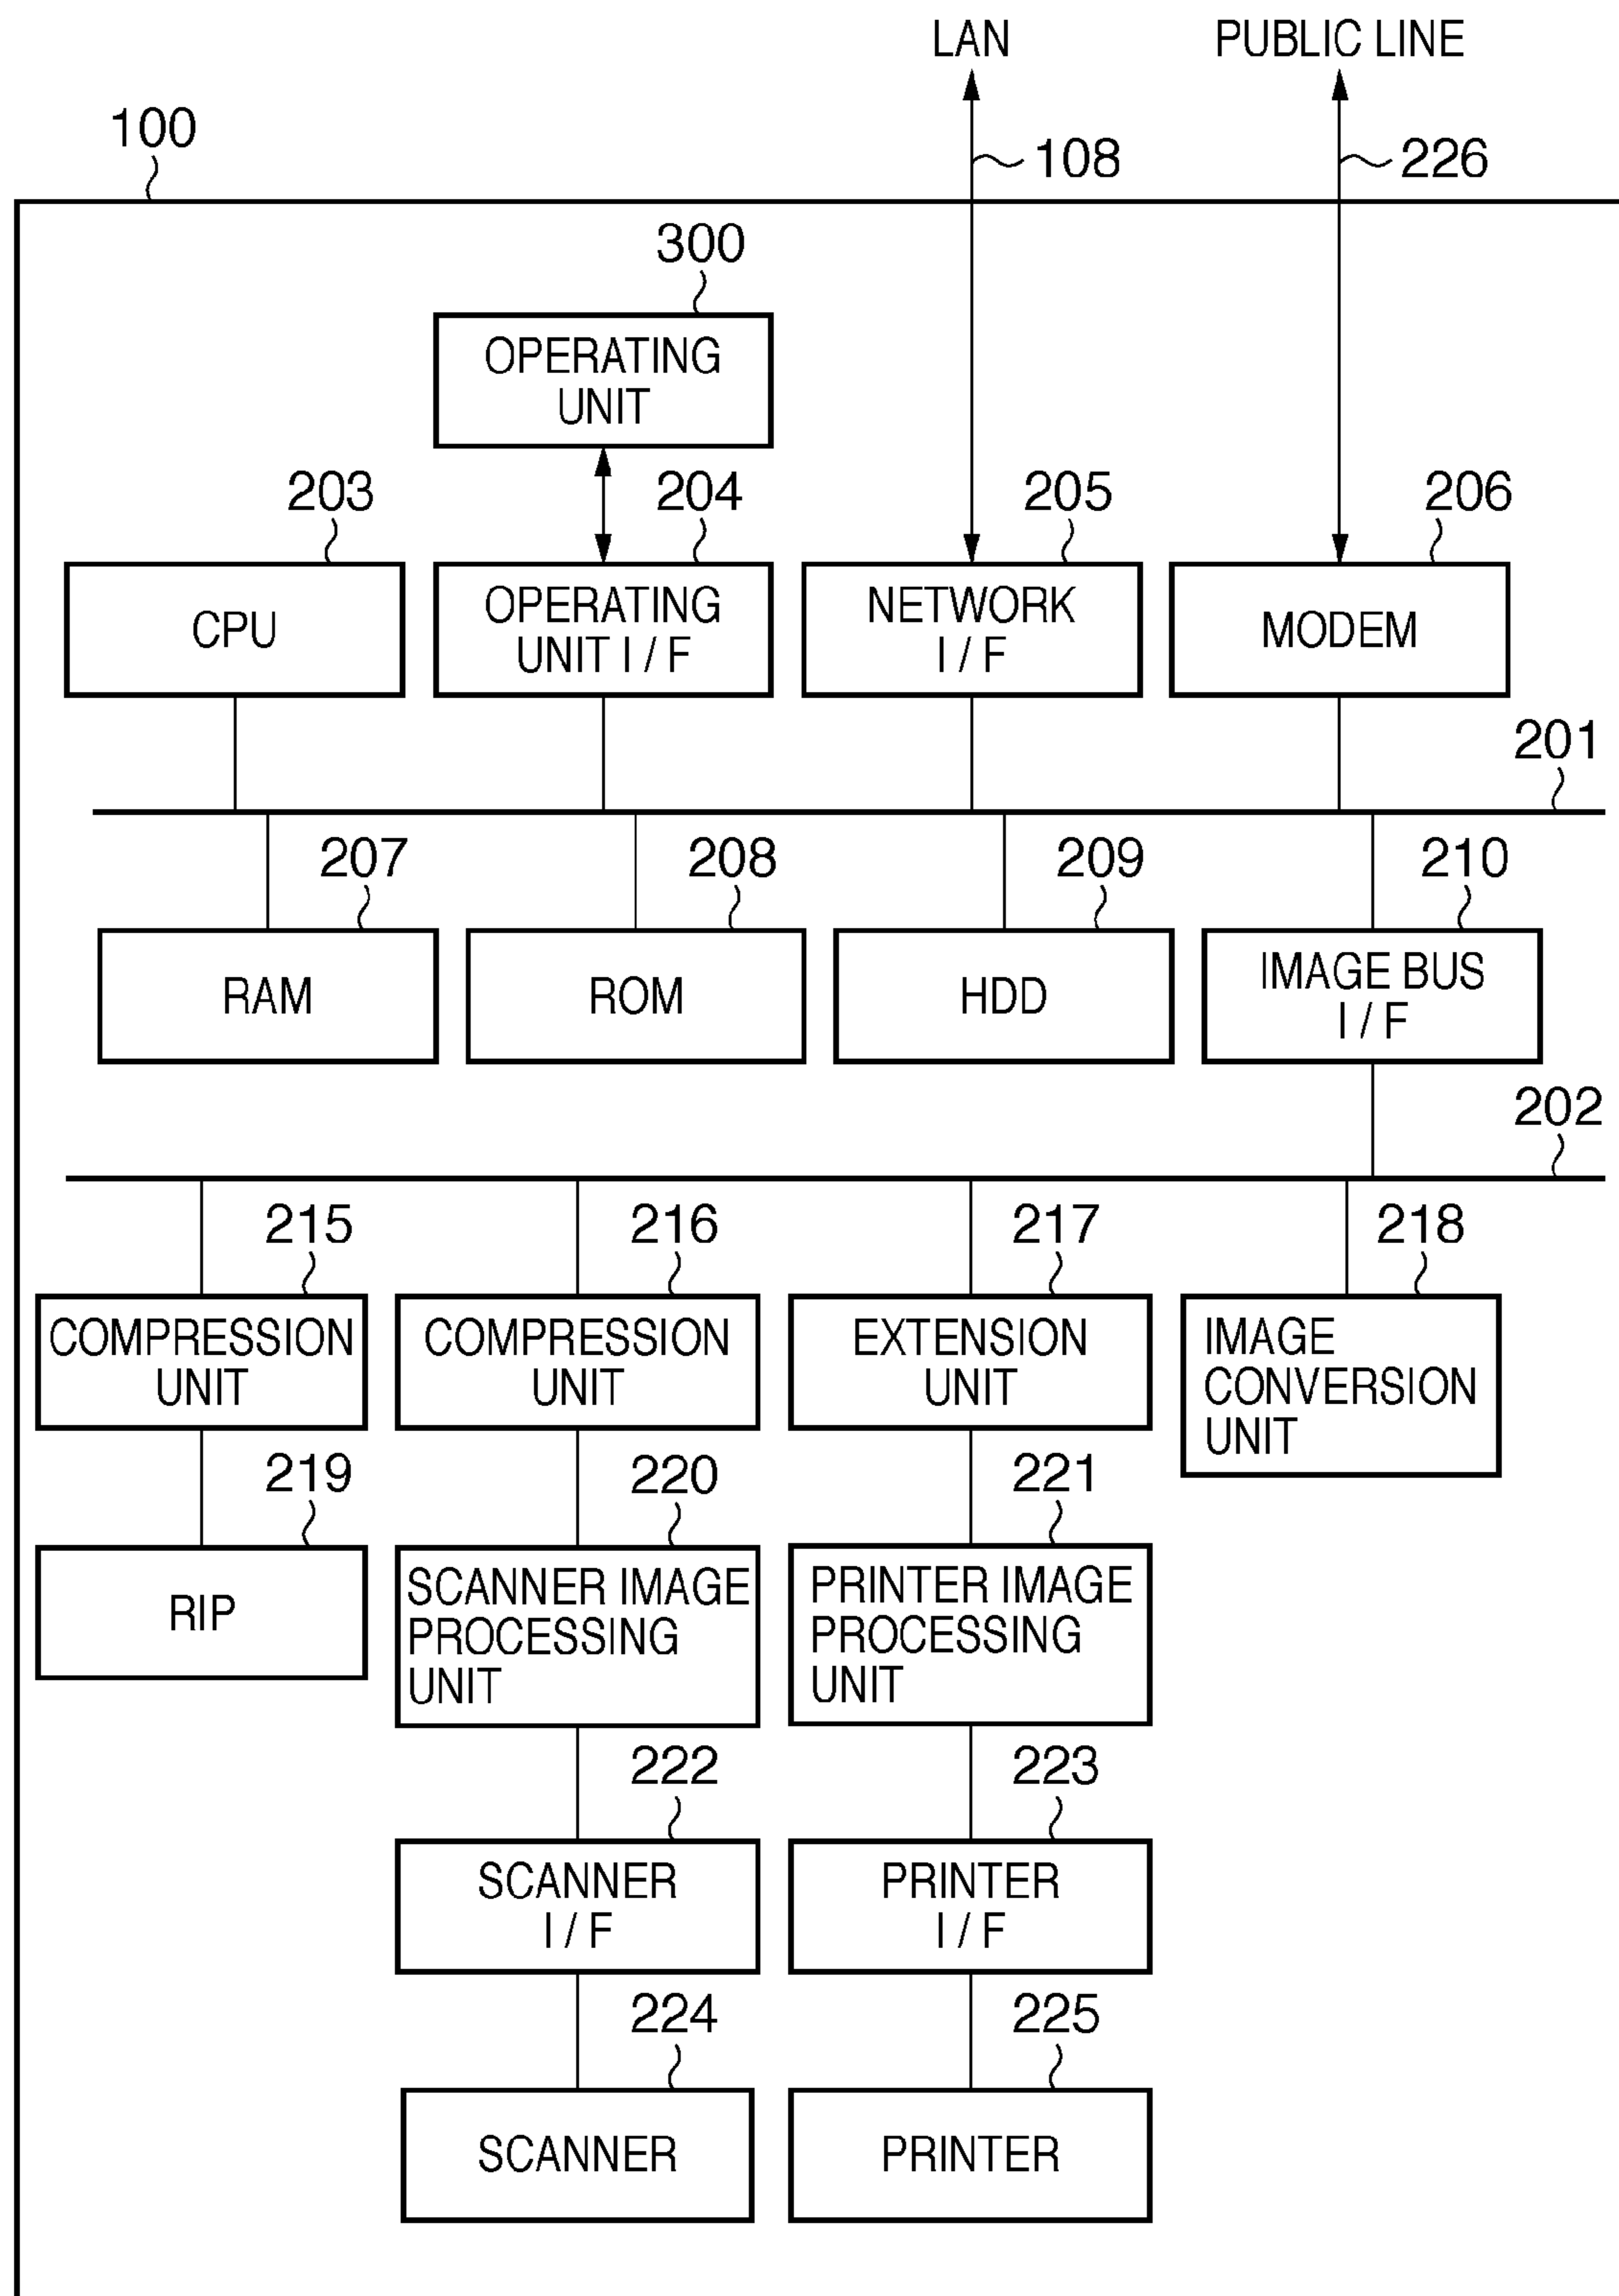 LAN
PUBLIC LINE
100
108
226
300
OPERATING
UNIT
203
204
205
206
CPU
OPERATING
UNIT I / F
NETWORK
I / F
MODEM
201
207
208
209
210
RAM
ROM
HDD
IMAGE BUS
I / F
202
215
216
217
218
COMPRESSION
UNIT
COMPRESSION
UNIT
EXTENSION
UNIT
IMAGE
CONVERSION
UNIT
219
220
221
RIP
SCANNER IMAGE
PROCESSING
UNIT
PRINTER IMAGE
PROCESSING
UNIT
222
223
SCANNER
I / F
PRINTER
I / F
224
225
SCANNER
PRINTER